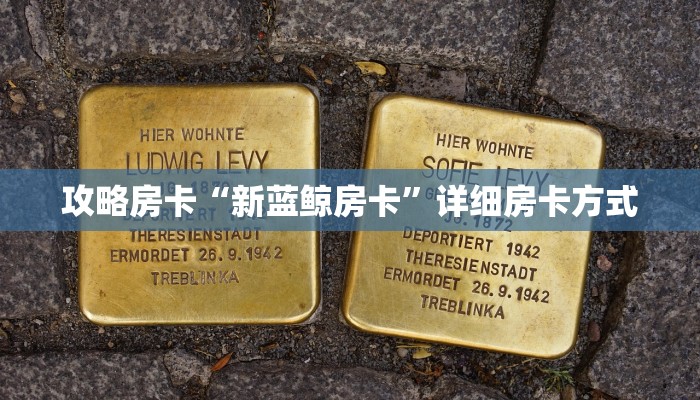 HIER WOHNTE
LUDWIG LEVY
HIER WOHNTE
SOFIE LEVY
攻略房卡“新蓝鲸房卡”详细房卡方式
THERESIENSTADT
ERMORDET 26.9.1942
TREBLINKA
DEPORTIERT 1942
THERESIENSTADT
ERMORDET 26.9.1942
TREBLINKA